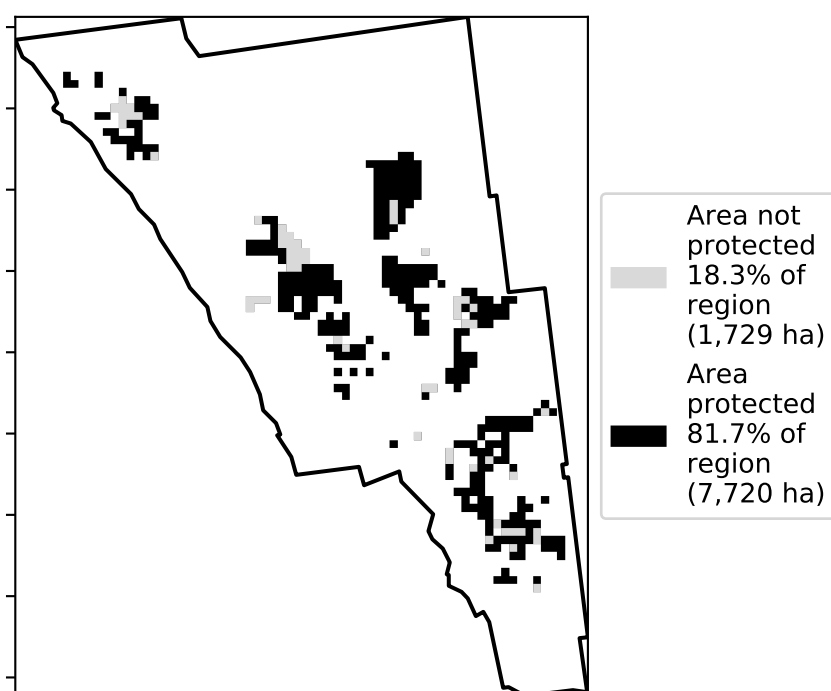 Area not
protected
18.3% of
region
(1,729 ha)
Area
protected
81.7% of
region
(7,720 ha)